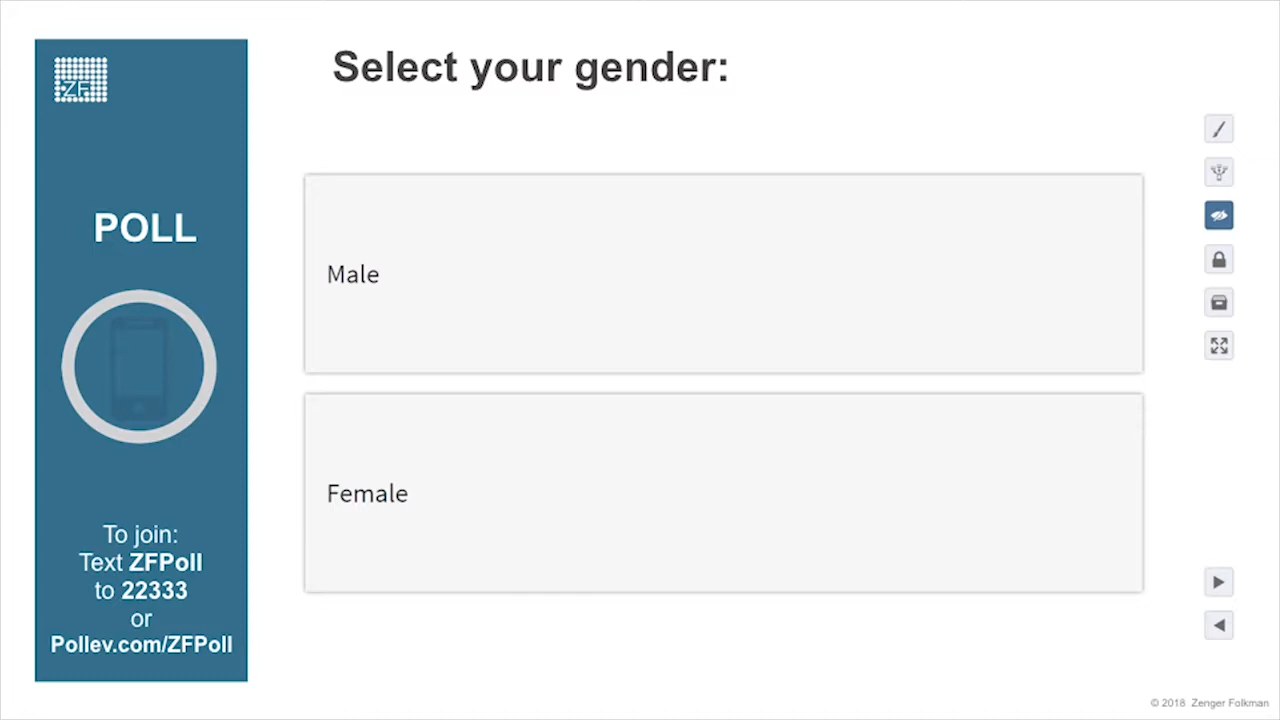 ZF
Select your gender:
POLL
Male
Female
To join:
Text ZFPoll
to 22333
or
Pollev.com/ZFPoll
© 2018 Zenger Folkman